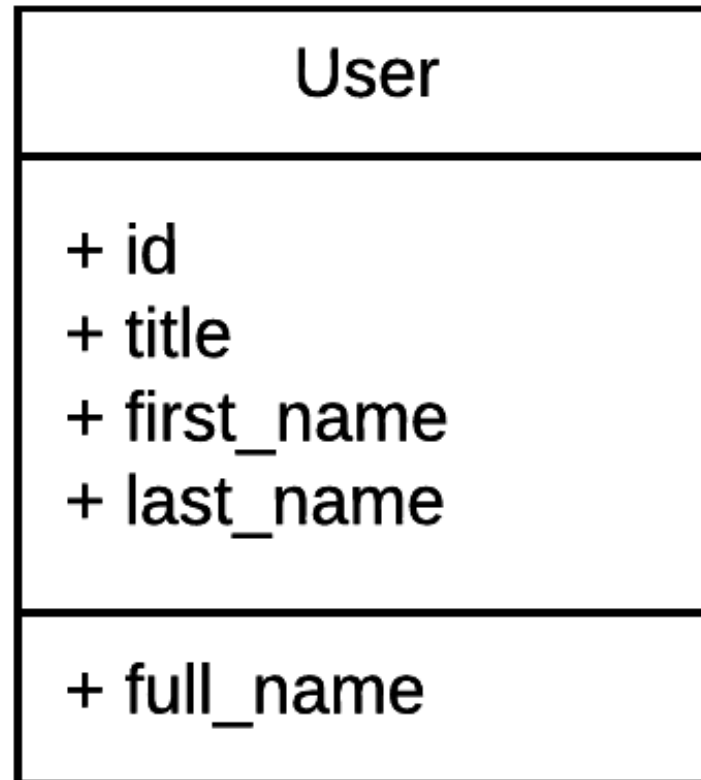 User
+ id
+ title
+ first_name
+ last_name
+ full_name